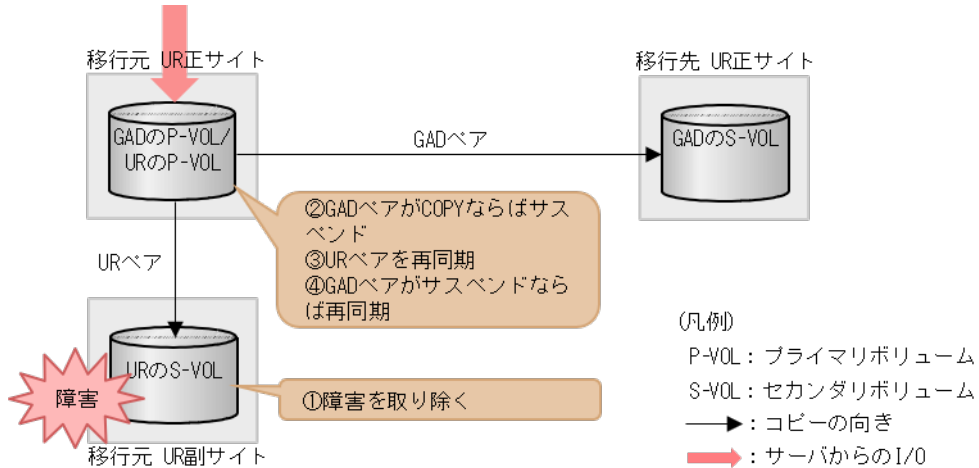 移行元 UR正サイト
移行先 UR正サイト
GADのP-VOL/
URのP-VOL
GADペア
GADのS-VOL
②GADペアがCOPYならばサス
ペンド
③URペアを再同期
④GADペアがサスペンドなら
ば再同期
URペア
URのS-VOL
障害
①障害を取り除く
移行元 UR副サイト
(凡例)
P-VOL：プライマリボリューム
S-VOL：セカンダリボリューム
：コピーの向き
：サーバからのI/O